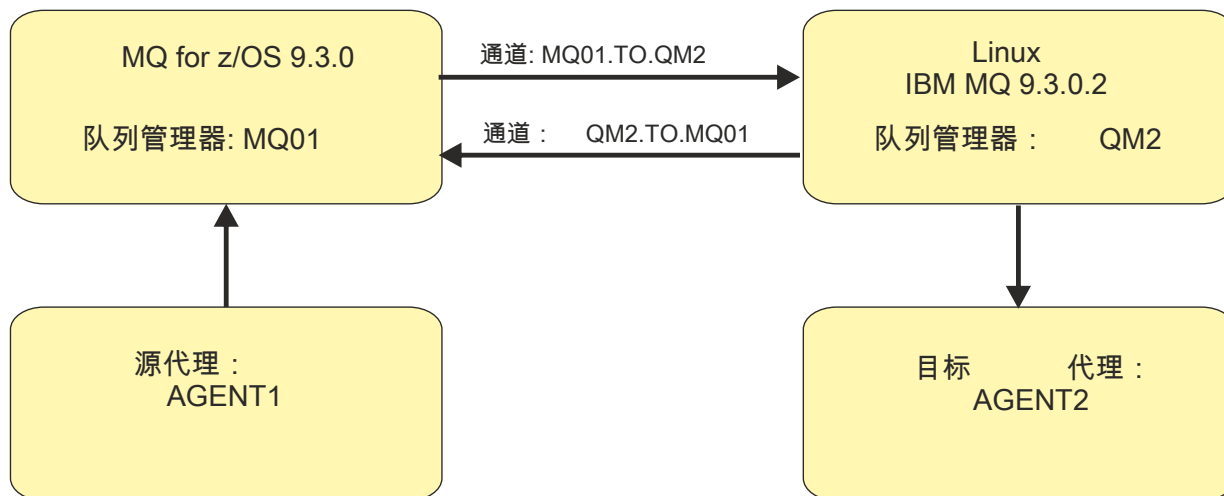 MQ for z/OS 9.3.0
队列管理器: MQ01
通道: MQ01.TO.QM2
通道： QM2.TO.MQ01
Linux
IBM MQ 9.3.0.2
队列管理器： QM2
源代理：
AGENT1
目标 代理：
AGENT2